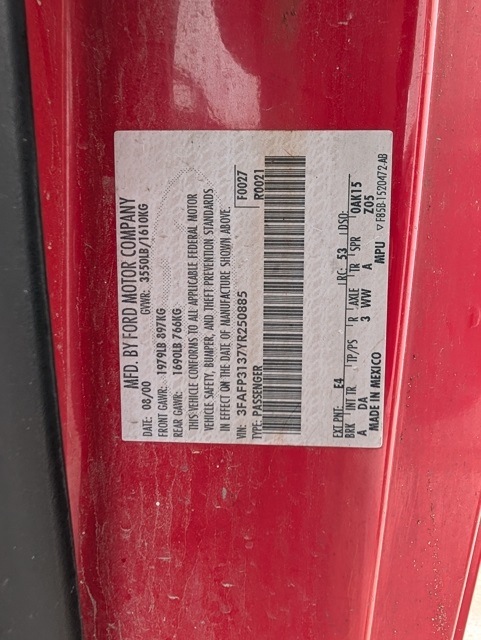 MFD. BY FORD MOTOR COMPANY
DATE: 08/00 GVWR: 3550LB/1610KG
FRONT GAWR: 1979LB 897KG
REAR GAWR: 1690LB 766KG
THIS VEHICLE CONFORMS TO ALL APPLICABLE FEDERAL MOTOR
VEHICLE SAFETY, BUMPER, AND THEFT PREVENTION STANDARDS
IN EFFECT ON THE DATE OF MANUFACTURE SHOWN ABOVE.
VIN: 3FAFP3137YR250885 F0027
TYPE: PASSENGER R0021
EXT PNT: E4 RC: 53 DSO:
BRK INT TR TP/PS R AXLE TR SPR 0AK15
A DA 3 WW A Z05
MADE IN MEXICO MPU ▽ F85B-1520472-AB